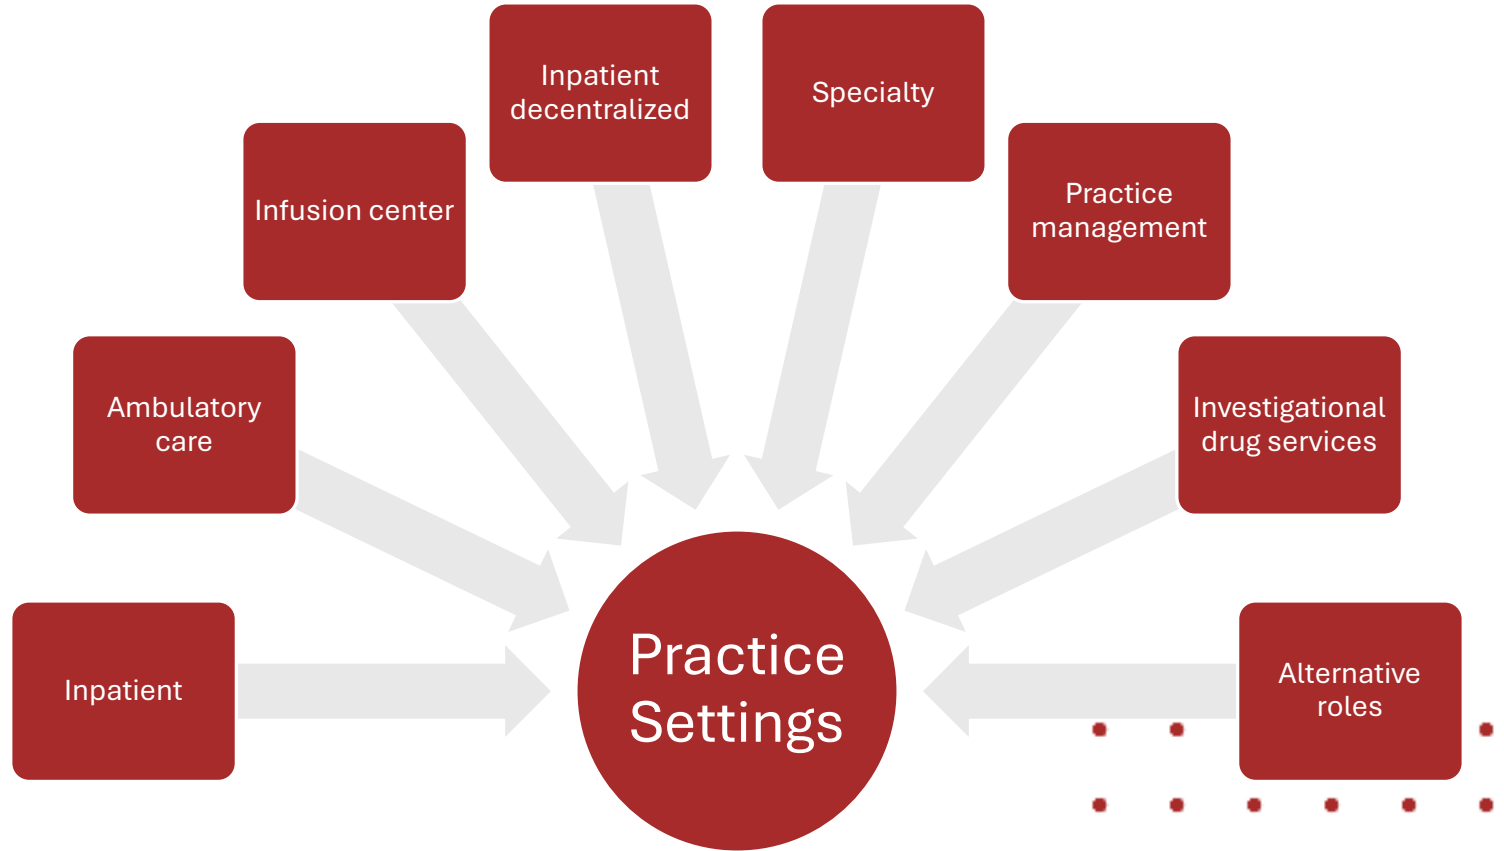 Inpatient
decentralized
Specialty
Infusion center
Practice
management
Ambulatory
care
Investigational
drug services
Inpatient
Practice
Settings
Alternative
roles